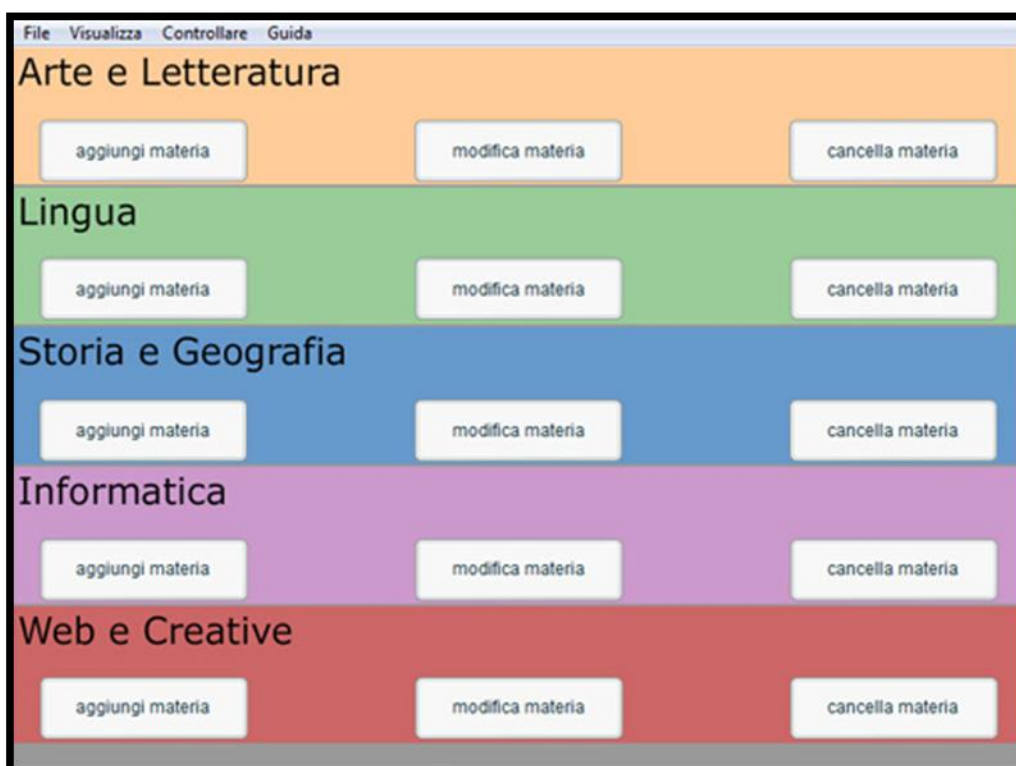 File Visualizza Controllare Guida
Arte e Letteratura
aggiungi materia modifica materia cancella materia
Lingua
aggiungi materia modifica materia cancella materia
Storia e Geografia
aggiungi materia modifica materia cancella materia
Informatica
aggiungi materia modifica materia cancella materia
Web e Creative
aggiungi materia modifica materia cancella materia